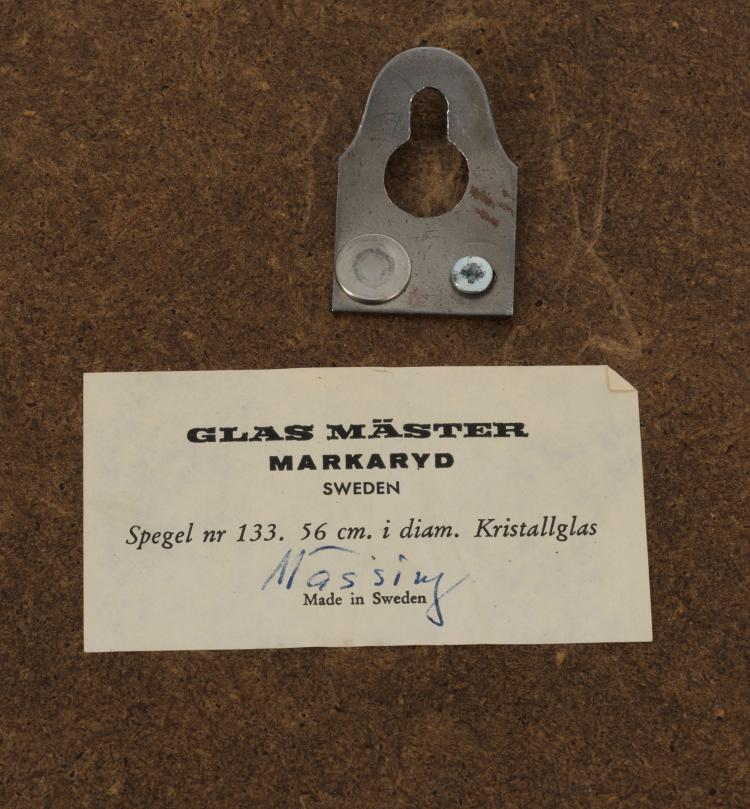 GLAS MÄSTER
MARKARYD
SWEDEN
Spegel nr 133. 56 cm. i diam. Kristallglas
Mässing
Made in Sweden